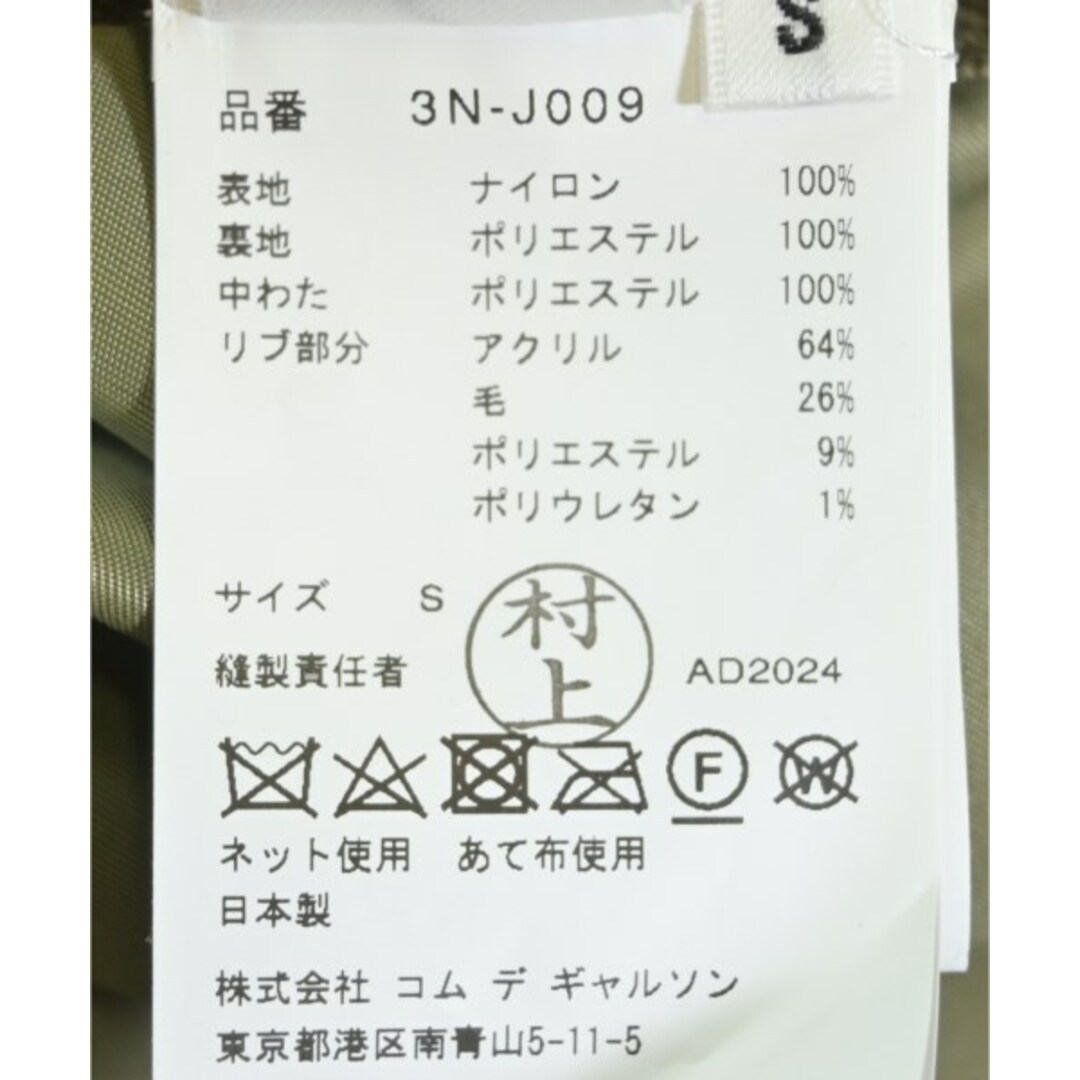 S
品番 3N-J009
表地 ナイロン 100%
裏地 ポリエステル 100%
中わた ポリエステル 100%
リブ部分 アクリル 64%
毛 26%
ポリエステル 9%
ポリウレタン 1%
サイズ S
村上
縫製責任者 AD2024
F W
ネット使用 あて布使用
日本製
株式会社 コム デ ギャルソン
東京都港区南青山5-11-5